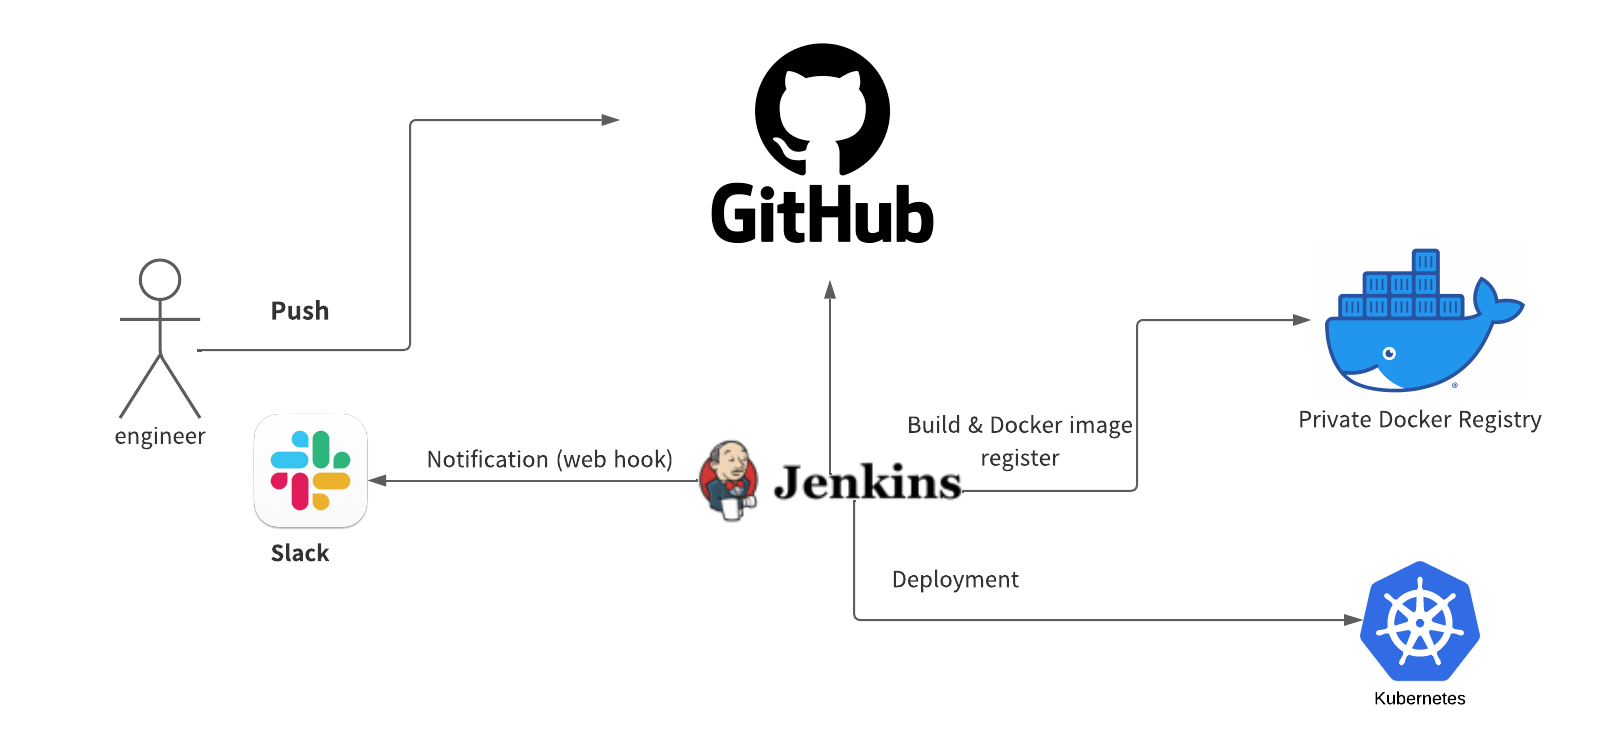 GitHub
Push
engineer
Private Docker Registry
Build & Docker image
register
Notification (web hook)
Jenkins
Slack
Deployment
Kubernetes